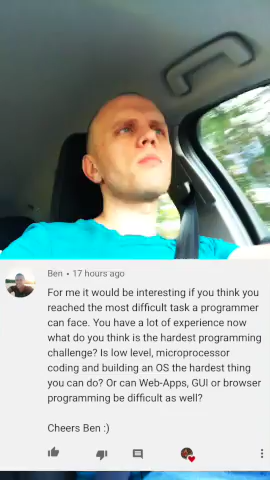 Ben • 17 hours ago
For me it would be interesting if you think you
reached the most difficult task a programmer
can face. You have a lot of experience now
what do you think is the hardest programming
challenge? Is low level, microprocessor
coding and building an OS the hardest thing
you can do? Or can Web-Apps, GUI or browser
programming be difficult as well?
Cheers Ben :)